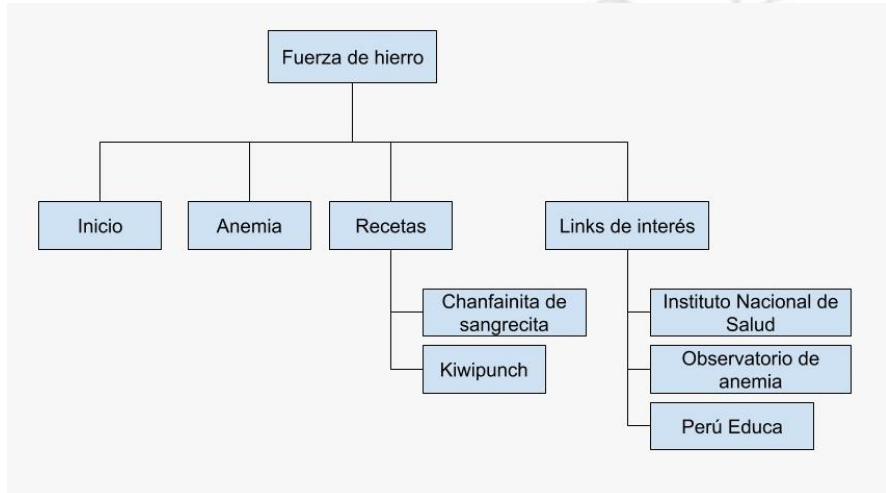 Fuerza de hierro
Inicio
Anemia
Recetas
Links de interés
Chanfainita de
sangrecita
Kiwipunch
Instituto Nacional de
Salud
Observatorio de
anemia
Perú Educa